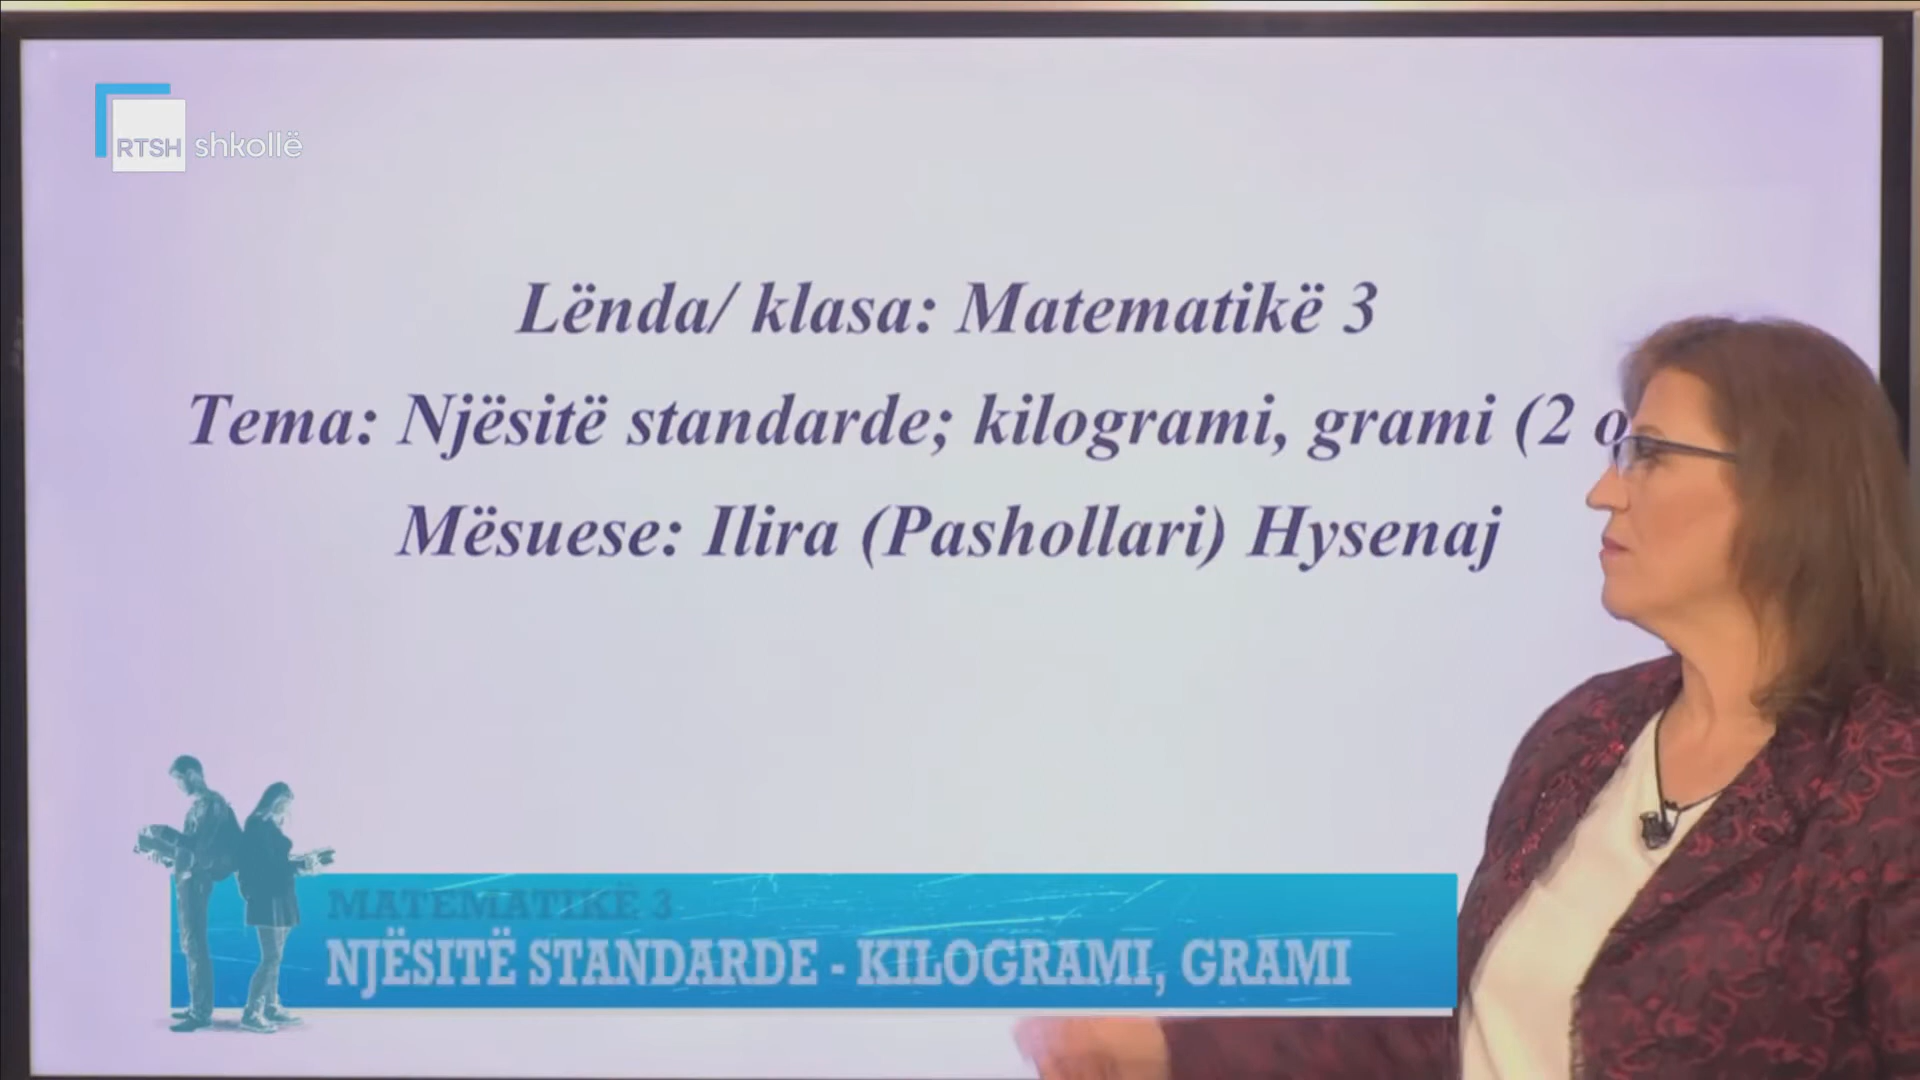 RTSH shkollë
Lënda/ klasa: Matematikë 3
Tema: Njësitë standarde; kilogrami, grami (2 o
Mësuese: Ilira (Pashollari) Hysenaj
MATEMATIKË 3
NJËSITË STANDARDE - KILOGRAMI, GRAMI